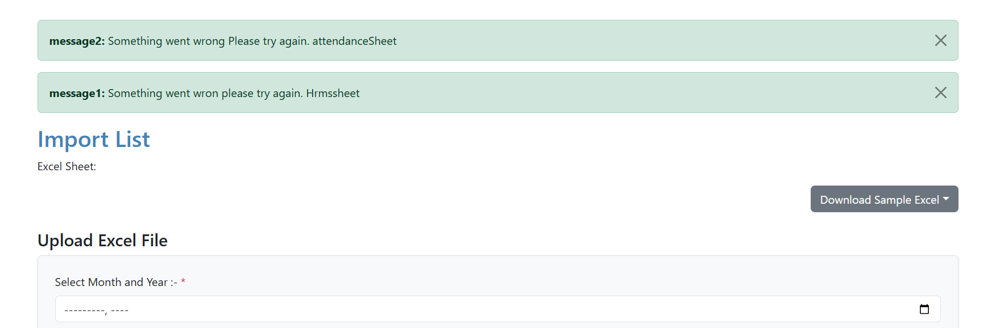 message2: Something went wrong Please try again. attendanceSheet
message1: Something went wron please try again. Hrmssheet
Import List
Excel Sheet:
Download Sample Excel
Upload Excel File
Select Month and Year :- *
---------, ----